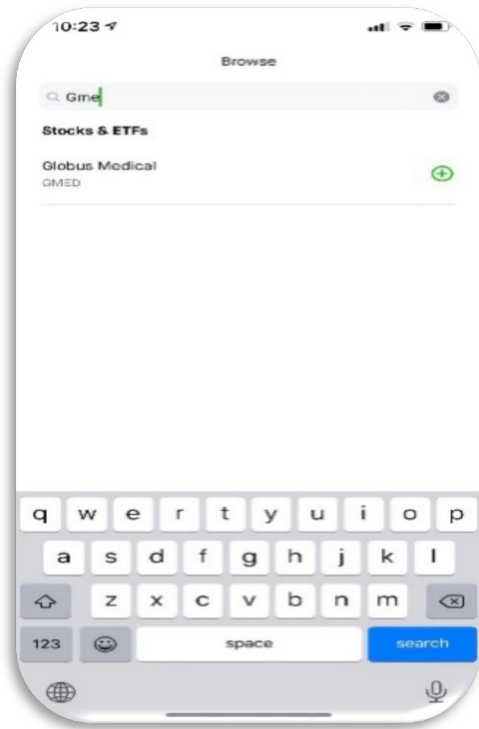 10:23
Browse
Gme
Stocks & ETFs
Globus Medical
GMED
q w e r t y u i o p
a s d f g h j k l
z x c v b n m
123 space search